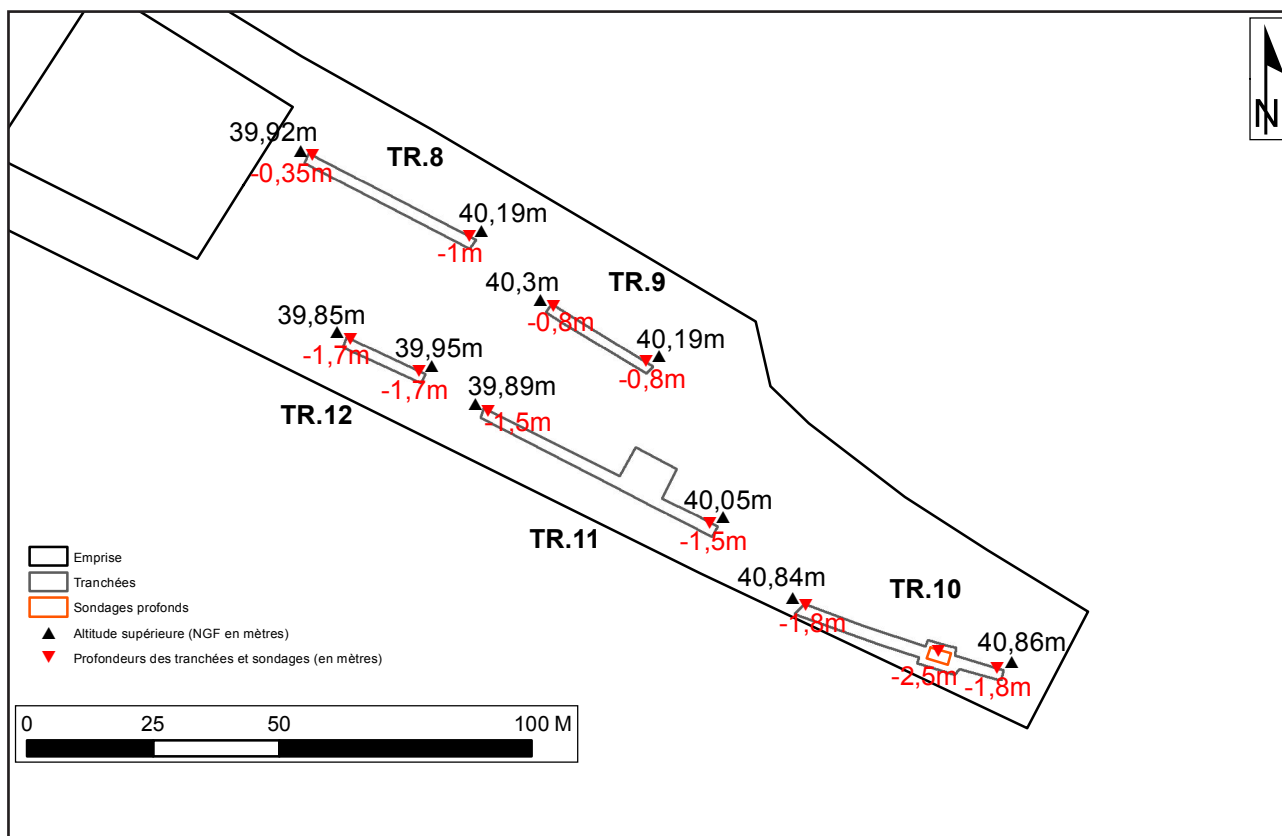 N
39,92m
TR.8
-0,35m
40,19m
-1m
40,3m
TR.9
-0,8m
39,85m
40,19m
-1,7m
39,95m
-0,8m
-1,7m
39,89m
TR.12
-1,5m
40,05m
TR.11
-1,5m
40,84m
TR.10
-1,8m
40,86m
-2,5m
-1,8m
Emprise
Tranchées
Sondages profonds
Altitude supérieure (NGF en mètres)
Profondeurs des tranchées et sondages (en mètres)
0 25 50 100 M